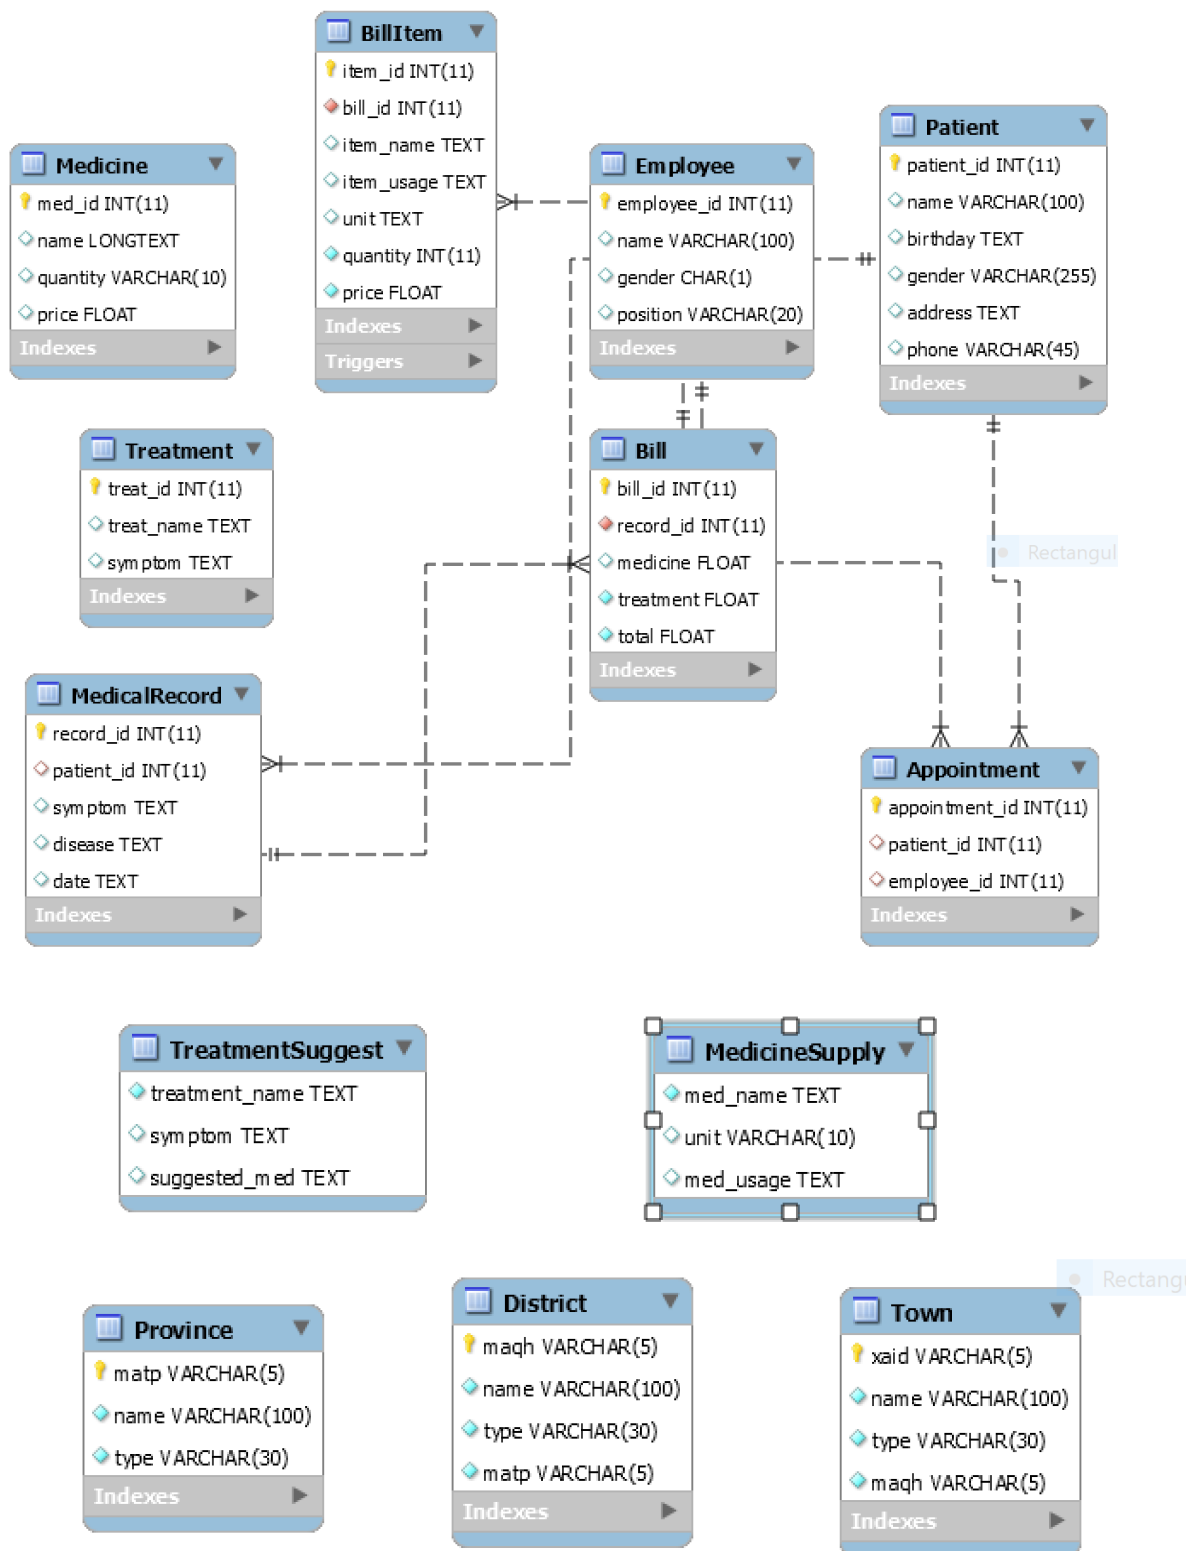 BillItem
item_id INT(11)
bill_id INT(11)
item_name TEXT
item_usage TEXT
unit TEXT
quantity INT(11)
price FLOAT
Indexes
Triggers
Patient
patient_id INT(11)
name VARCHAR(100)
birthday TEXT
gender VARCHAR(255)
address TEXT
phone VARCHAR(45)
Indexes
Medicine
med_id INT(11)
name LONGTEXT
quantity VARCHAR(10)
price FLOAT
Indexes
Employee
employee_id INT(11)
name VARCHAR(100)
gender CHAR(1)
position VARCHAR(20)
Indexes
Treatment
treat_id INT(11)
treat_name TEXT
symptom TEXT
Indexes
Bill
bill_id INT(11)
record_id INT(11)
medicine FLOAT
treatment FLOAT
total FLOAT
Indexes
Rectangul
MedicalRecord
record_id INT(11)
patient_id INT(11)
symptom TEXT
disease TEXT
date TEXT
Indexes
Appointment
appointment_id INT(11)
patient_id INT(11)
employee_id INT(11)
Indexes
TreatmentSuggest
treatment_name TEXT
symptom TEXT
suggested_med TEXT
MedicineSupply
med_name TEXT
unit VARCHAR(10)
med_usage TEXT
Rectangu
Province
matp VARCHAR(5)
name VARCHAR(100)
type VARCHAR(30)
Indexes
District
maqh VARCHAR(5)
name VARCHAR(100)
type VARCHAR(30)
matp VARCHAR(5)
Indexes
Town
xaid VARCHAR(5)
name VARCHAR(100)
type VARCHAR(30)
maqh VARCHAR(5)
Indexes